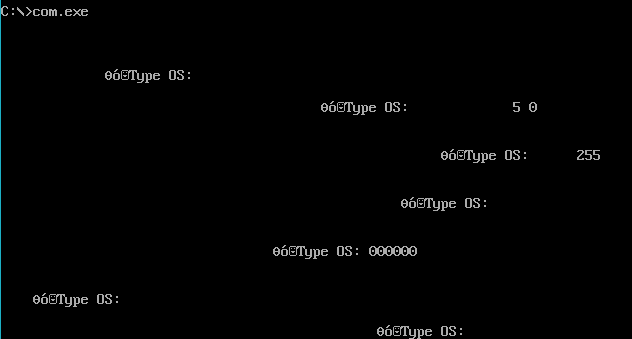 C:\>com.exe
θó☺Type OS:
θó☺Type OS: 5 0
θó☺Type OS: 255
θó☺Type OS:
θó☺Type OS: 000000
θó☺Type OS:
θó☺Type OS: